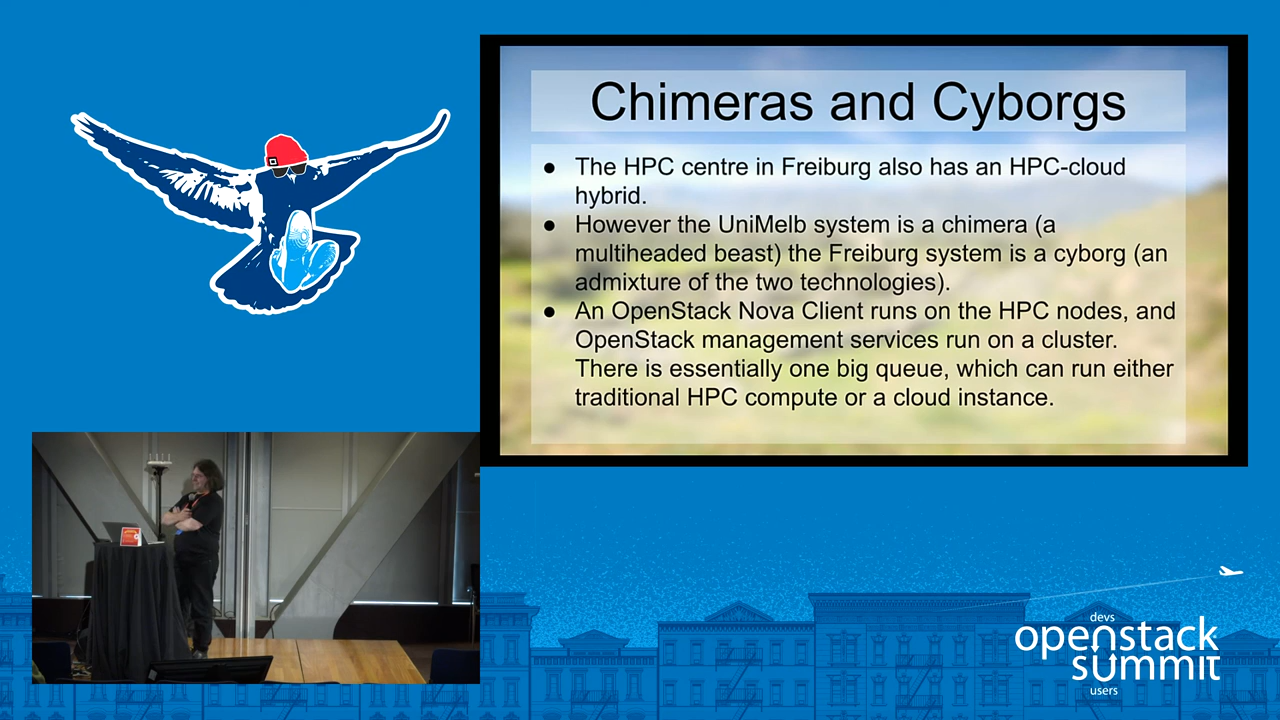 Chimeras and Cyborgs
● The HPC centre in Freiburg also has an HPC-cloud
hybrid.
● However the UniMelb system is a chimera (a
multiheaded beast) the Freiburg system is a cyborg (an
admixture of the two technologies).
● An OpenStack Nova Client runs on the HPC nodes, and
OpenStack management services run on a cluster.
There is essentially one big queue, which can run either
traditional HPC compute or a cloud instance.
devs
openstack
summit
users